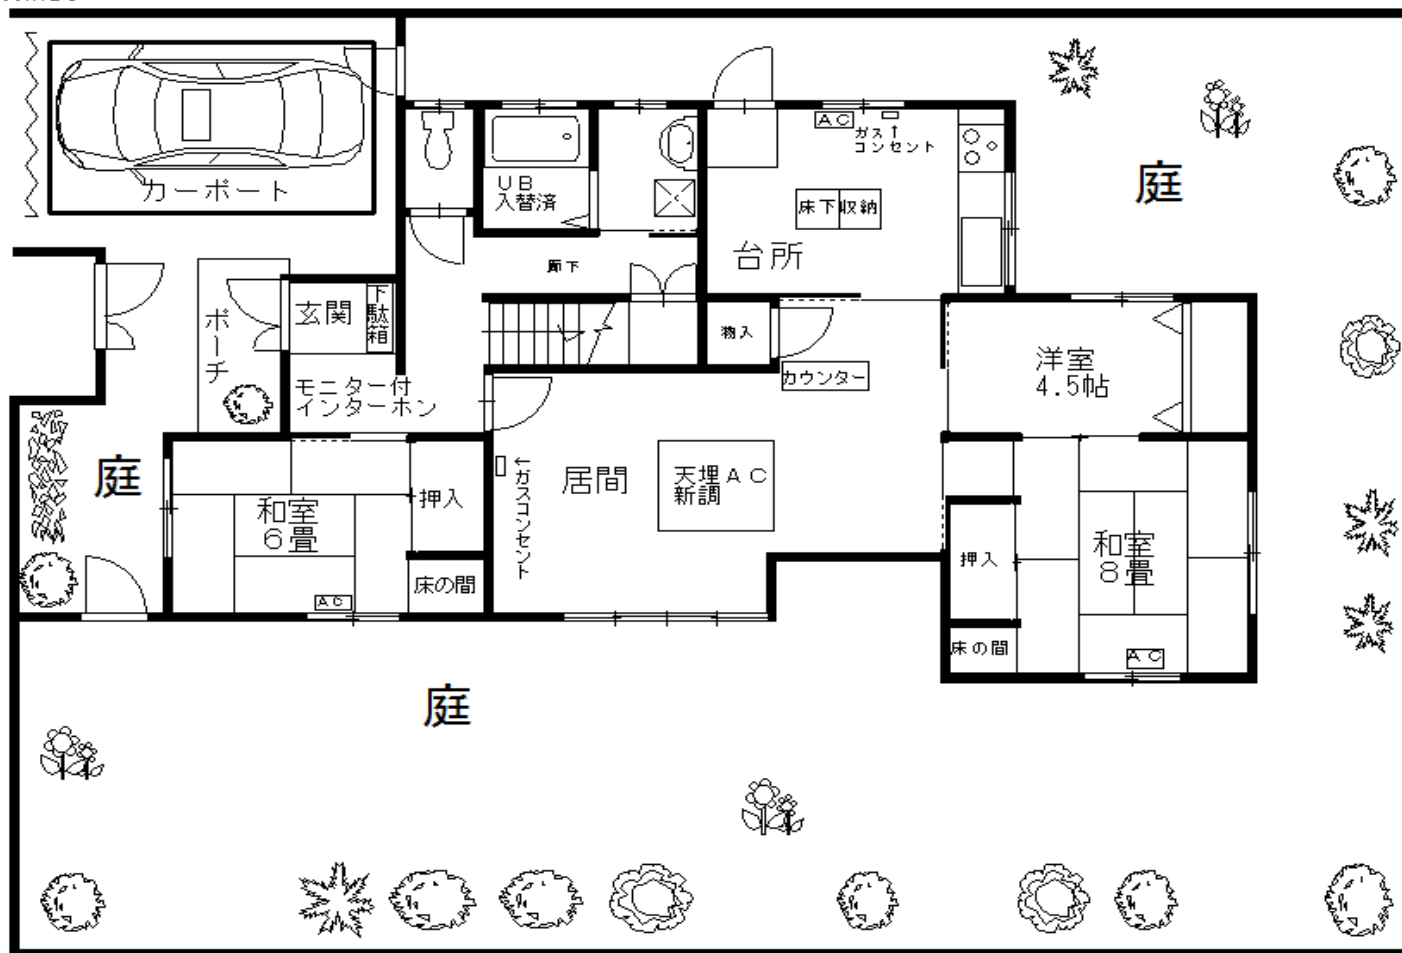 カーポート
UB
入替済
AC
ガス↑
コンセント
床下収納
台所
庭
廊下
玄関
下駄箱
ポーチ
モニター付
インターホン
物入
カウンター
洋室
4.5帖
庭
和室
6畳
押入
床の間
AC
←ガスコンセント
居間
天埋AC
新調
押入
和室
8畳
床の間
AC
庭